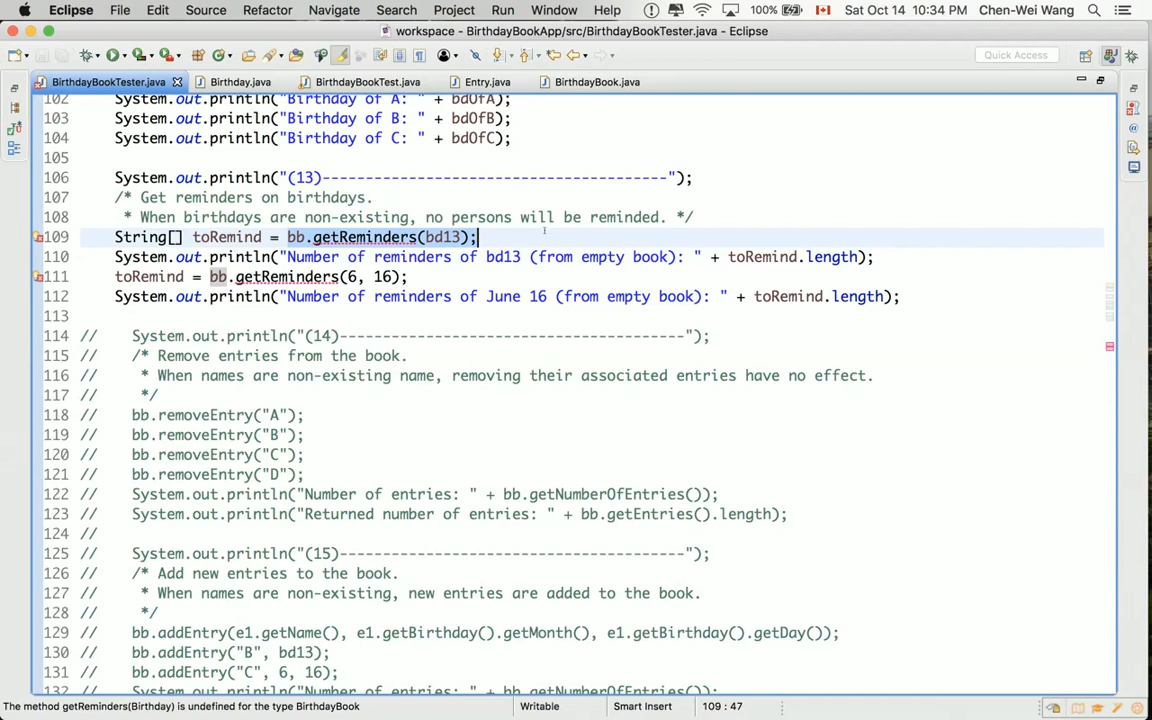 Eclipse File Edit Source Refactor Navigate Search Project Run Window Help 100% Sat Oct 14 10:34 PM Chen-Wei Wang
workspace - BirthdayBookApp/src/BirthdayBookTester.java - Eclipse
Quick Access
BirthdayBookTester.java Birthday.java BirthdayBookTest.java Entry.java BirthdayBook.java
102 System.out.println("Birthday of A: " + bdOfA);
103 System.out.println("Birthday of B: " + bdOfB);
104 System.out.println("Birthday of C: " + bdOfC);
105
106 System.out.println("(13)---------------------------------------");
107 /* Get reminders on birthdays.
108 * When birthdays are non-existing, no persons will be reminded. */
109 String[] toRemind = bb.getReminders(bd13);
110 System.out.println("Number of reminders of bd13 (from empty book): " + toRemind.length);
111 toRemind = bb.getReminders(6, 16);
112 System.out.println("Number of reminders of June 16 (from empty book): " + toRemind.length);
113
114 // System.out.println("(14)---------------------------------------");
115 // /* Remove entries from the book.
116 // * When names are non-existing name, removing their associated entries have no effect.
117 // */
118 // bb.removeEntry("A");
119 // bb.removeEntry("B");
120 // bb.removeEntry("C");
121 // bb.removeEntry("D");
122 // System.out.println("Number of entries: " + bb.getNumberOfEntries());
123 // System.out.println("Returned number of entries: " + bb.getEntries().length);
124 //
125 // System.out.println("(15)---------------------------------------");
126 // /* Add new entries to the book.
127 // * When names are non-existing, new entries are added to the book.
128 // */
129 // bb.addEntry(e1.getName(), e1.getBirthday().getMonth(), e1.getBirthday().getDay());
130 // bb.addEntry("B", bd13);
131 // bb.addEntry("C", 6, 16);
132 // System.out.println("Number of entries: " + bb.getNumberOfEntries());
The method getReminders(Birthday) is undefined for the type BirthdayBook Writable Smart Insert 109 : 47